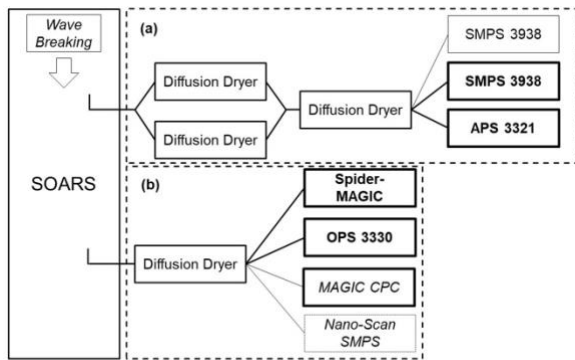 Wave
Breaking
SOARS
(a)
Diffusion Dryer
Diffusion Dryer
Diffusion Dryer
SMPS 3938
SMPS 3938
APS 3321
(b)
Diffusion Dryer
Spider-
MAGIC
OPS 3330
MAGIC CPC
Nano-Scan
SMPS